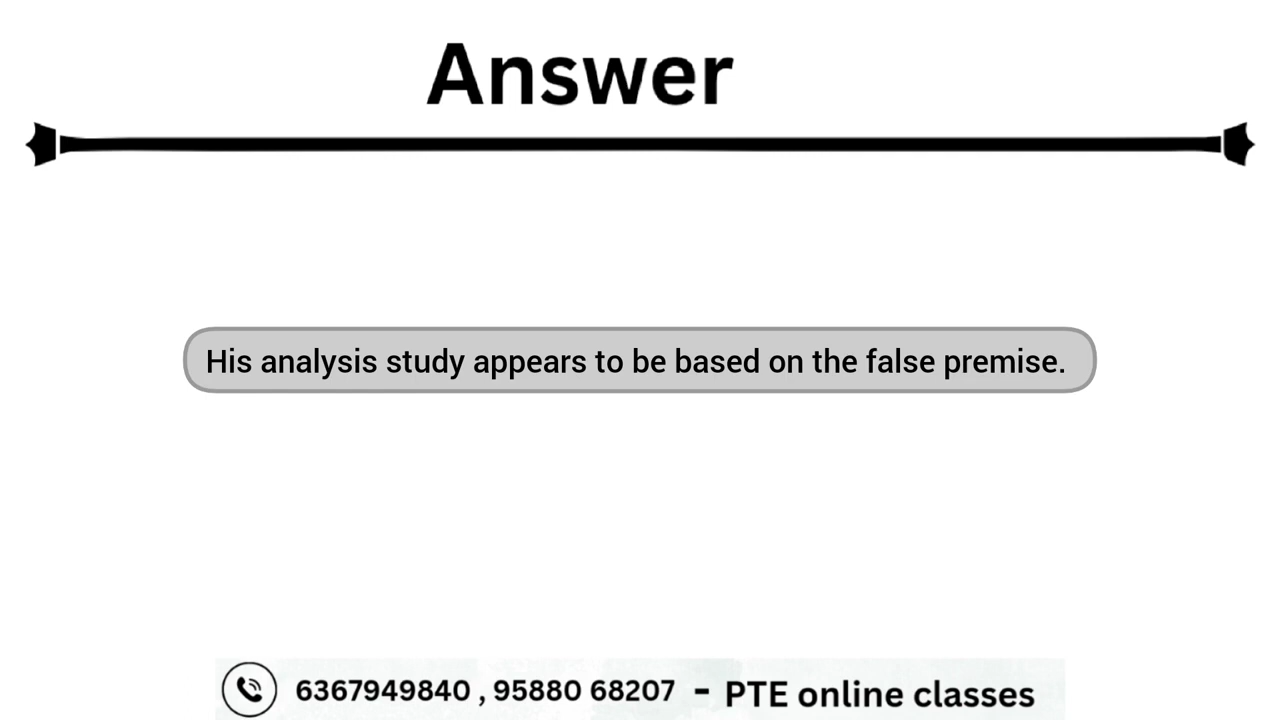 Answer
His analysis study appears to be based on the false premise.
6367949840 , 95880 68207 - PTE online classes